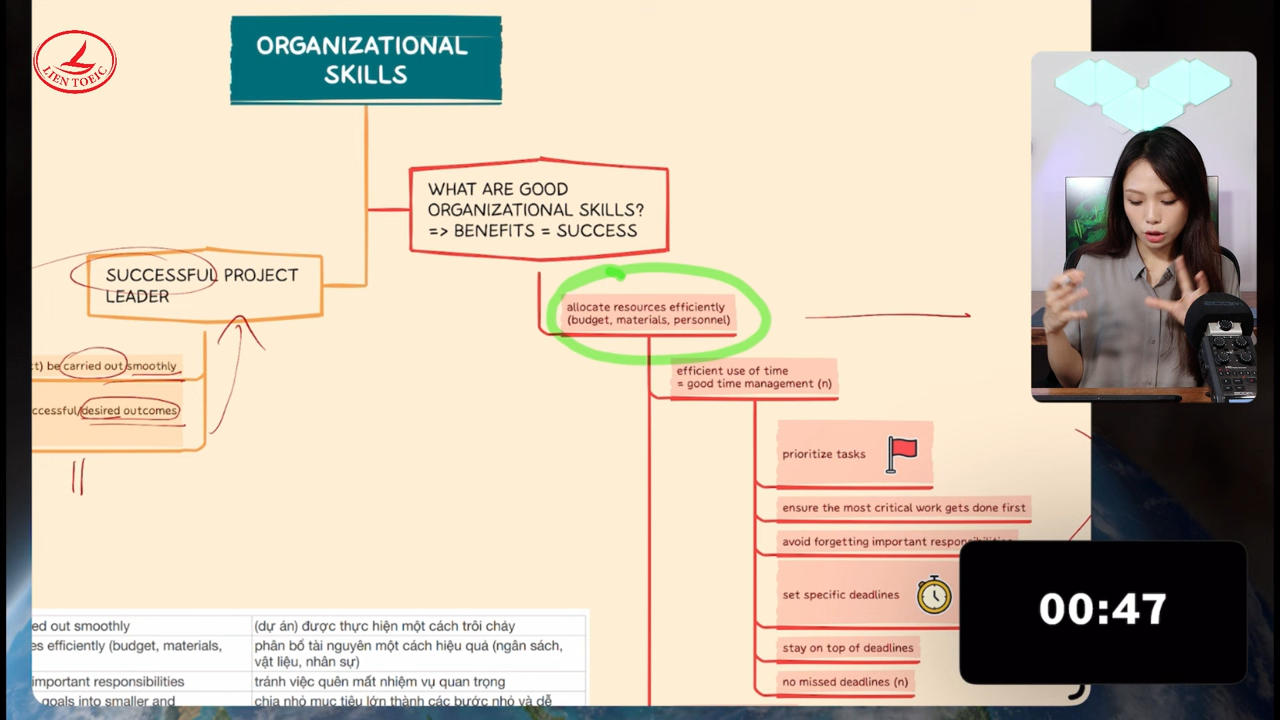 LIEN TOEIC
ORGANIZATIONAL
SKILLS
WHAT ARE GOOD
ORGANIZATIONAL SKILLS?
=> BENEFITS = SUCCESS
SUCCESSFUL PROJECT
LEADER
allocate resources efficiently
(budget, materials, personnel)
ct) be carried out smoothly
ccessful desired outcomes
efficient use of time
= good time management (n)
prioritize tasks
ensure the most critical work gets done first
avoid forgetting important responsibilities
set specific deadlines
stay on top of deadlines
no missed deadlines (n)
00:47
ed out smoothly
(dự án) được thực hiện một cách trôi chảy
es efficiently (budget, materials,
phân bổ tài nguyên một cách hiệu quả (ngân sách,
vật liệu, nhân sự)
important responsibilities
tránh việc quên mất nhiệm vụ quan trọng
goals into smaller and
chia nhỏ mục tiêu lớn thành các bước nhỏ và dễ